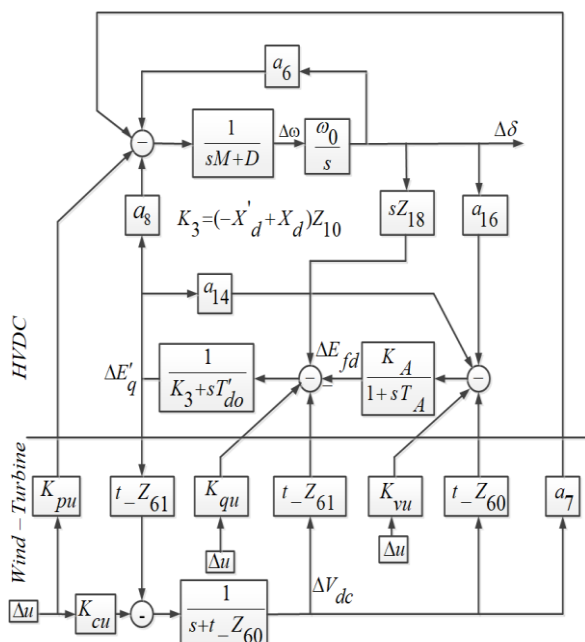 a6
1
sM+D
Δω
ω0
s
Δδ
-
a8
K3=(-X'd+Xd)Z10
sZ18
a16
a14
HVDC
ΔE'q
1
K3+sT'do
-
–
ΔEfd
KA
1+sTA
-
Wind-Turbine
Kpu
t_Z61
Kqu
t_Z61
Kvu
t_Z60
a7
Δu
Δu
ΔVdc
Δu
Kcu
-
1
s+t_Z60